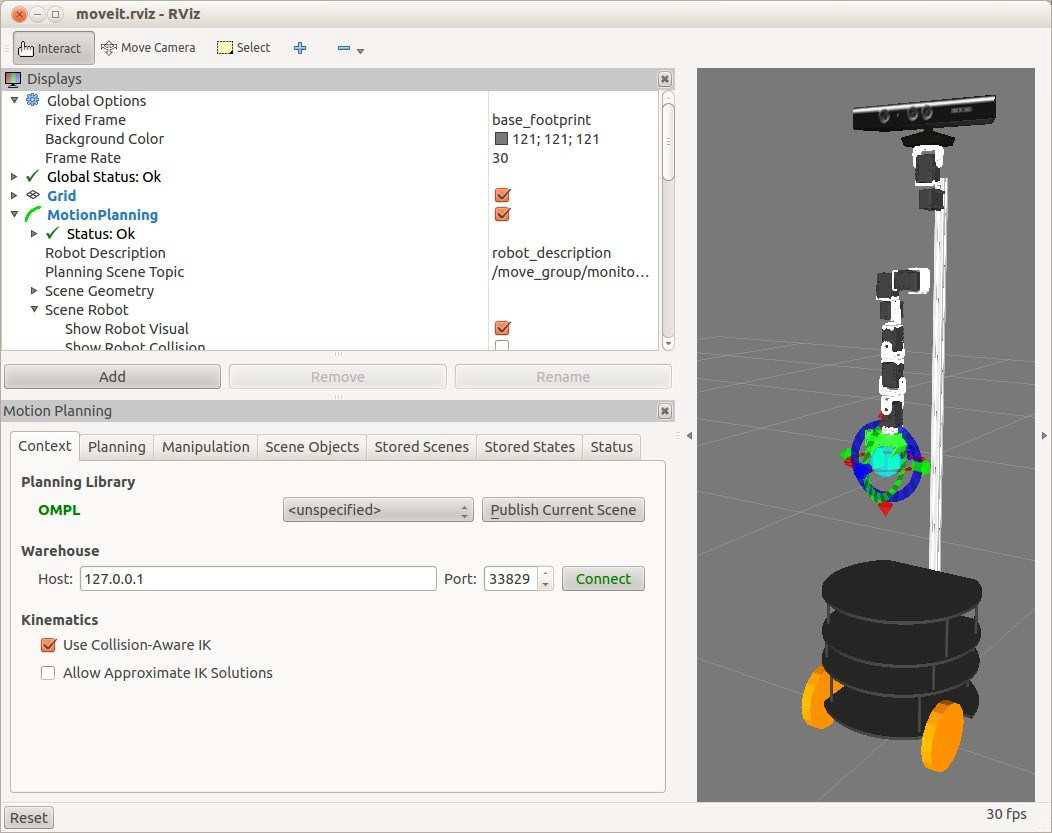 moveit.rviz - RViz
Interact Move Camera Select
Displays
Global Options
Fixed Frame base_footprint
Background Color 121; 121; 121
Frame Rate 30
Global Status: Ok
Grid
MotionPlanning
Status: Ok
Robot Description robot_description
Planning Scene Topic /move_group/monito...
Scene Geometry
Scene Robot
Show Robot Visual
Show Robot Collision
Add Remove Rename
Motion Planning
Context Planning Manipulation Scene Objects Stored Scenes Stored States Status
Planning Library
OMPL <unspecified> Publish Current Scene
Warehouse
Host: 127.0.0.1 Port: 33829 Connect
Kinematics
Use Collision-Aware IK
Allow Approximate IK Solutions
Reset 30 fps